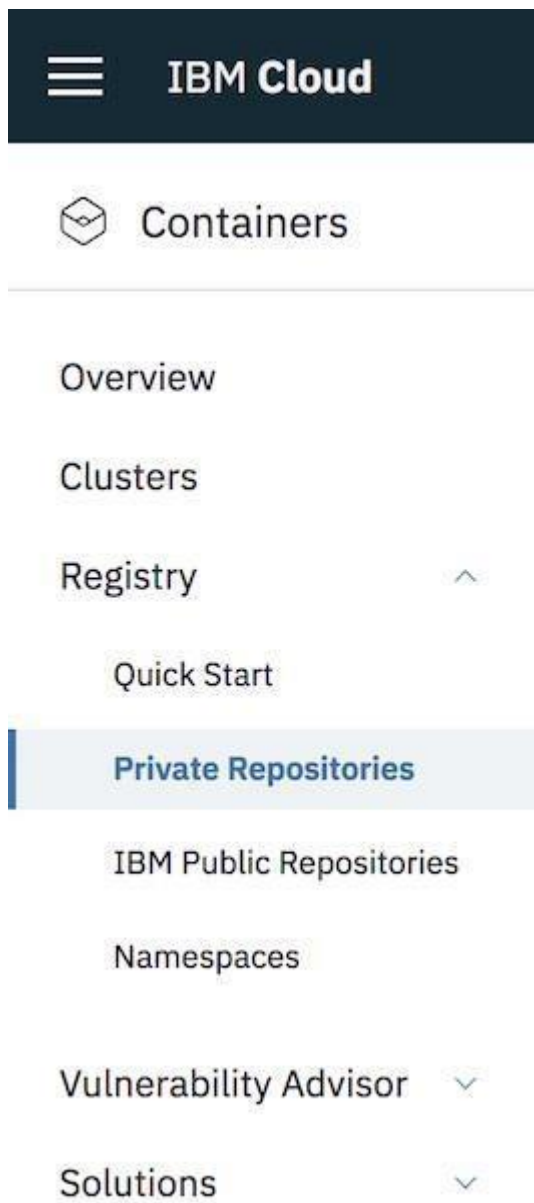 IBM Cloud
Containers
Overview
Clusters
Registry
Quick Start
Private Repositories
IBM Public Repositories
Namespaces
Vulnerability Advisor
Solutions